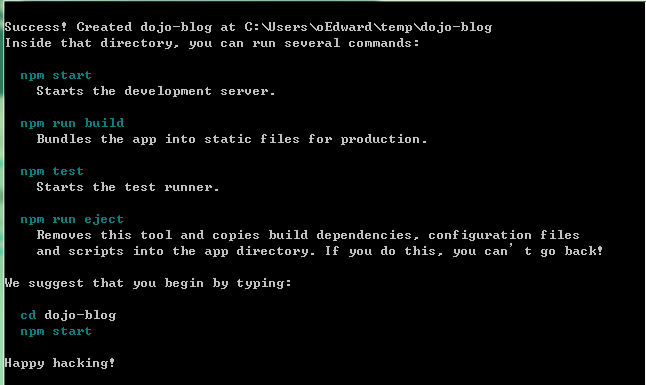 Success! Created dojo-blog at C:\Users\oEdward\temp\dojo-blog
Inside that directory, you can run several commands:
npm start
Starts the development server.
npm run build
Bundles the app into static files for production.
npm test
Starts the test runner.
npm run eject
Removes this tool and copies build dependencies, configuration files
and scripts into the app directory. If you do this, you can’t go back!
We suggest that you begin by typing:
cd dojo-blog
npm start
Happy hacking!